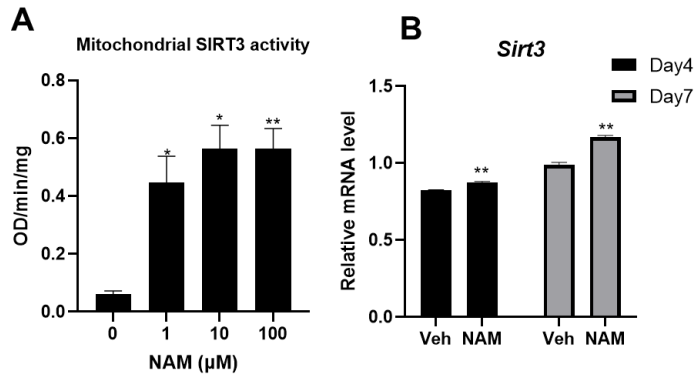 A
Mitochondrial SIRT3 activity
OD/min/mg
0.8
0.6
0.4
0.2
0.0
*
*
**
0 1 10 100
NAM (µM)
B
Sirt3
Day4
Day7
Relative mRNA level
1.5
1.0
0.5
0.0
**
**
Veh NAM Veh NAM